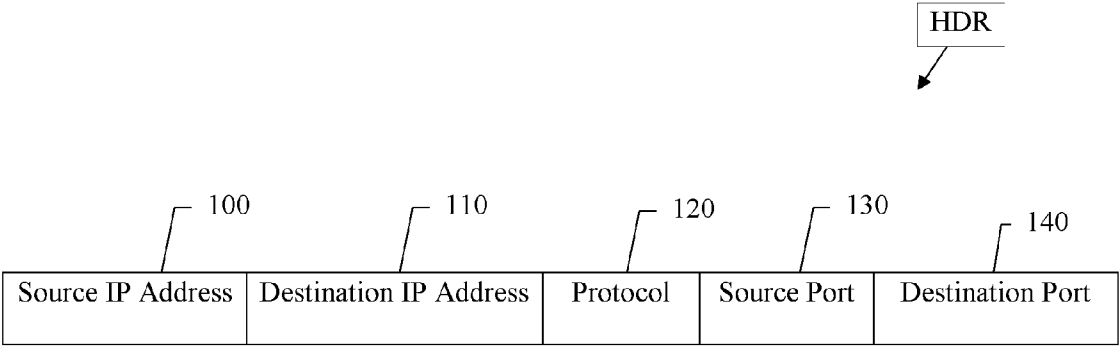 HDR
100
110
120
130
140
Source IP Address
Destination IP Address
Protocol
Source Port
Destination Port